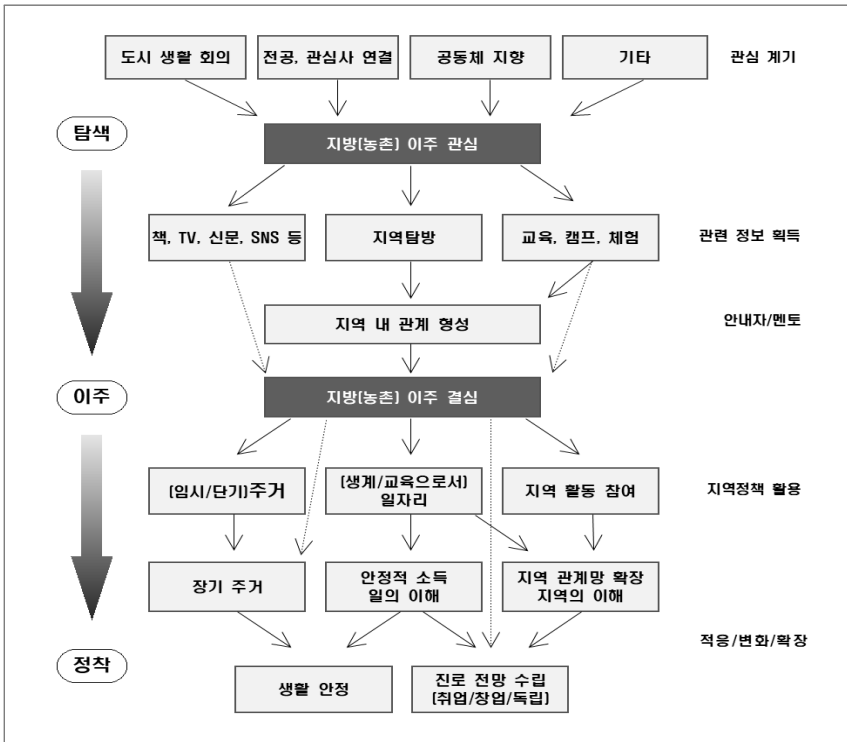 도시 생활 회의
전공, 관심사 연결
공동체 지향
기타
관심 계기
탐색
지방(농촌) 이주 관심
책, TV, 신문, SNS 등
지역탐방
교육, 캠프, 체험
관련 정보 획득
지역 내 관계 형성
안내자/멘토
이주
지방(농촌) 이주 결심
(임시/단기)주거
(생계/교육으로서)
일자리
지역 활동 참여
지역정책 활용
장기 주거
안정적 소득
일의 이해
지역 관계망 확장
지역의 이해
적응/변화/확장
정착
생활 안정
진로 전망 수립
(취업/창업/독립)